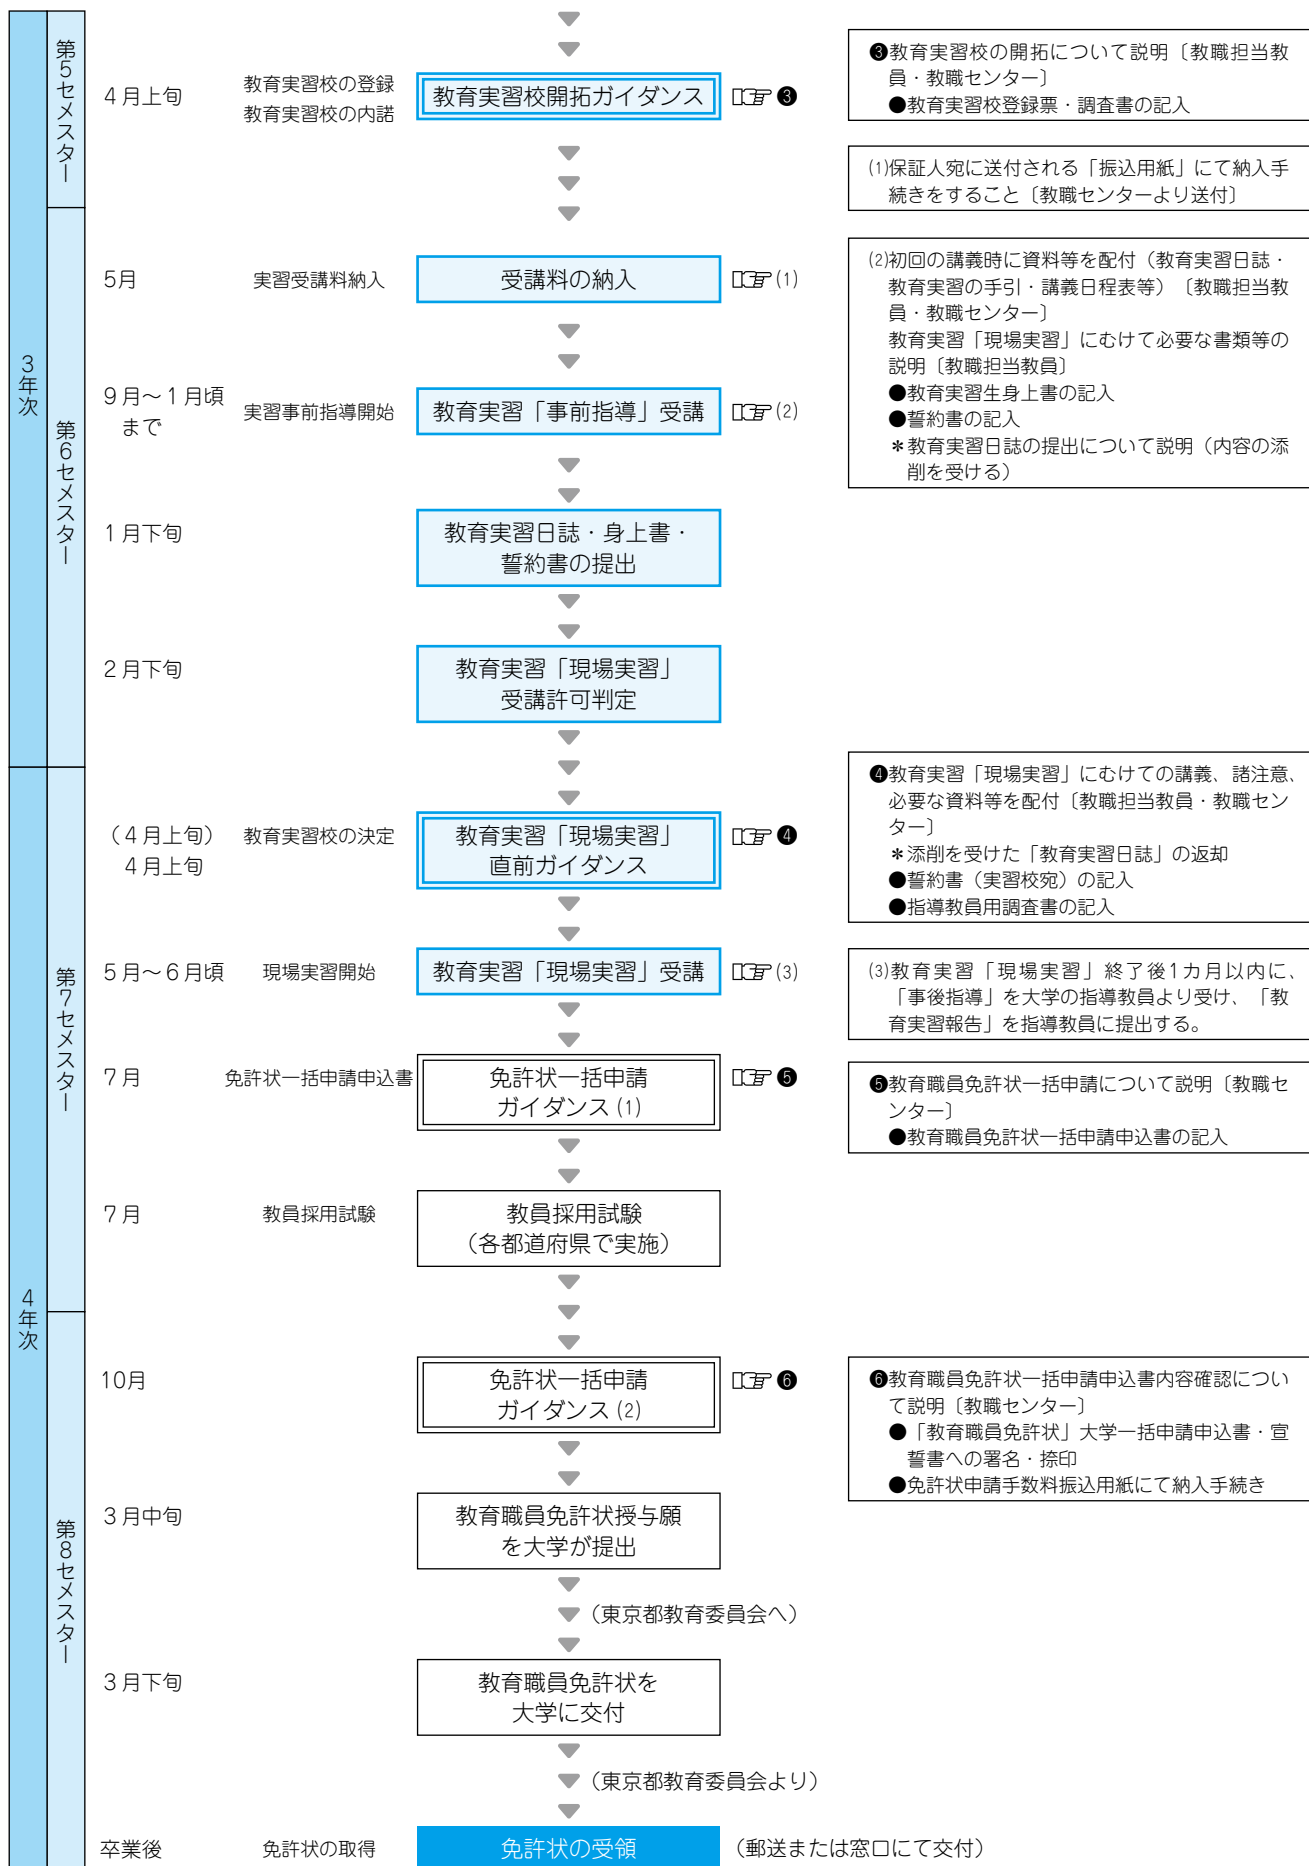 3年次
第5セメスター
4月上旬
教育実習校の登録
教育実習校の内諾
教育実習校開拓ガイダンス
☞❸
❸教育実習校の開拓について説明〔教職担当教
員・教職センター〕
●教育実習校登録票・調査書の記入
⑴保証人宛に送付される「振込用紙」にて納入手
続きをすること〔教職センターより送付〕
第6セメスター
5月
実習受講料納入
受講料の納入
☞(1)
⑵初回の講義時に資料等を配付（教育実習日誌・
教育実習の手引・講義日程表等）〔教職担当教
員・教職センター〕
教育実習「現場実習」にむけて必要な書類等の
説明〔教職担当教員〕
●教育実習生身上書の記入
●誓約書の記入
＊教育実習日誌の提出について説明（内容の添
削を受ける）
9月～1月頃
まで
実習事前指導開始
教育実習「事前指導」受講
☞(2)
1月下旬
教育実習日誌・身上書・
誓約書の提出
2月下旬
教育実習「現場実習」
受講許可判定
4年次
第7セメスター
（4月上旬）
4月上旬
教育実習校の決定
教育実習「現場実習」
直前ガイダンス
☞❹
❹教育実習「現場実習」にむけての講義、諸注意、
必要な資料等を配付〔教職担当教員・教職セン
ター〕
＊添削を受けた「教育実習日誌」の返却
●誓約書（実習校宛）の記入
●指導教員用調査書の記入
5月～6月頃
現場実習開始
教育実習「現場実習」受講
☞(3)
⑶教育実習「現場実習」終了後1カ月以内に、
「事後指導」を大学の指導教員より受け、「教
育実習報告」を指導教員に提出する。
7月
免許状一括申請申込書
免許状一括申請
ガイダンス(1)
☞❺
❺教育職員免許状一括申請について説明〔教職セ
ンター〕
●教育職員免許状一括申請申込書の記入
7月
教員採用試験
教員採用試験
（各都道府県で実施）
第8セメスター
10月
免許状一括申請
ガイダンス(2)
☞❻
❻教育職員免許状一括申請申込書内容確認につい
て説明〔教職センター〕
●「教育職員免許状」大学一括申請申込書・宣
誓書への署名・捺印
●免許状申請手数料振込用紙にて納入手続き
3月中旬
教育職員免許状授与願
を大学が提出
（東京都教育委員会へ）
3月下旬
教育職員免許状を
大学に交付
（東京都教育委員会より）
卒業後
免許状の取得
免許状の受領
（郵送または窓口にて交付）